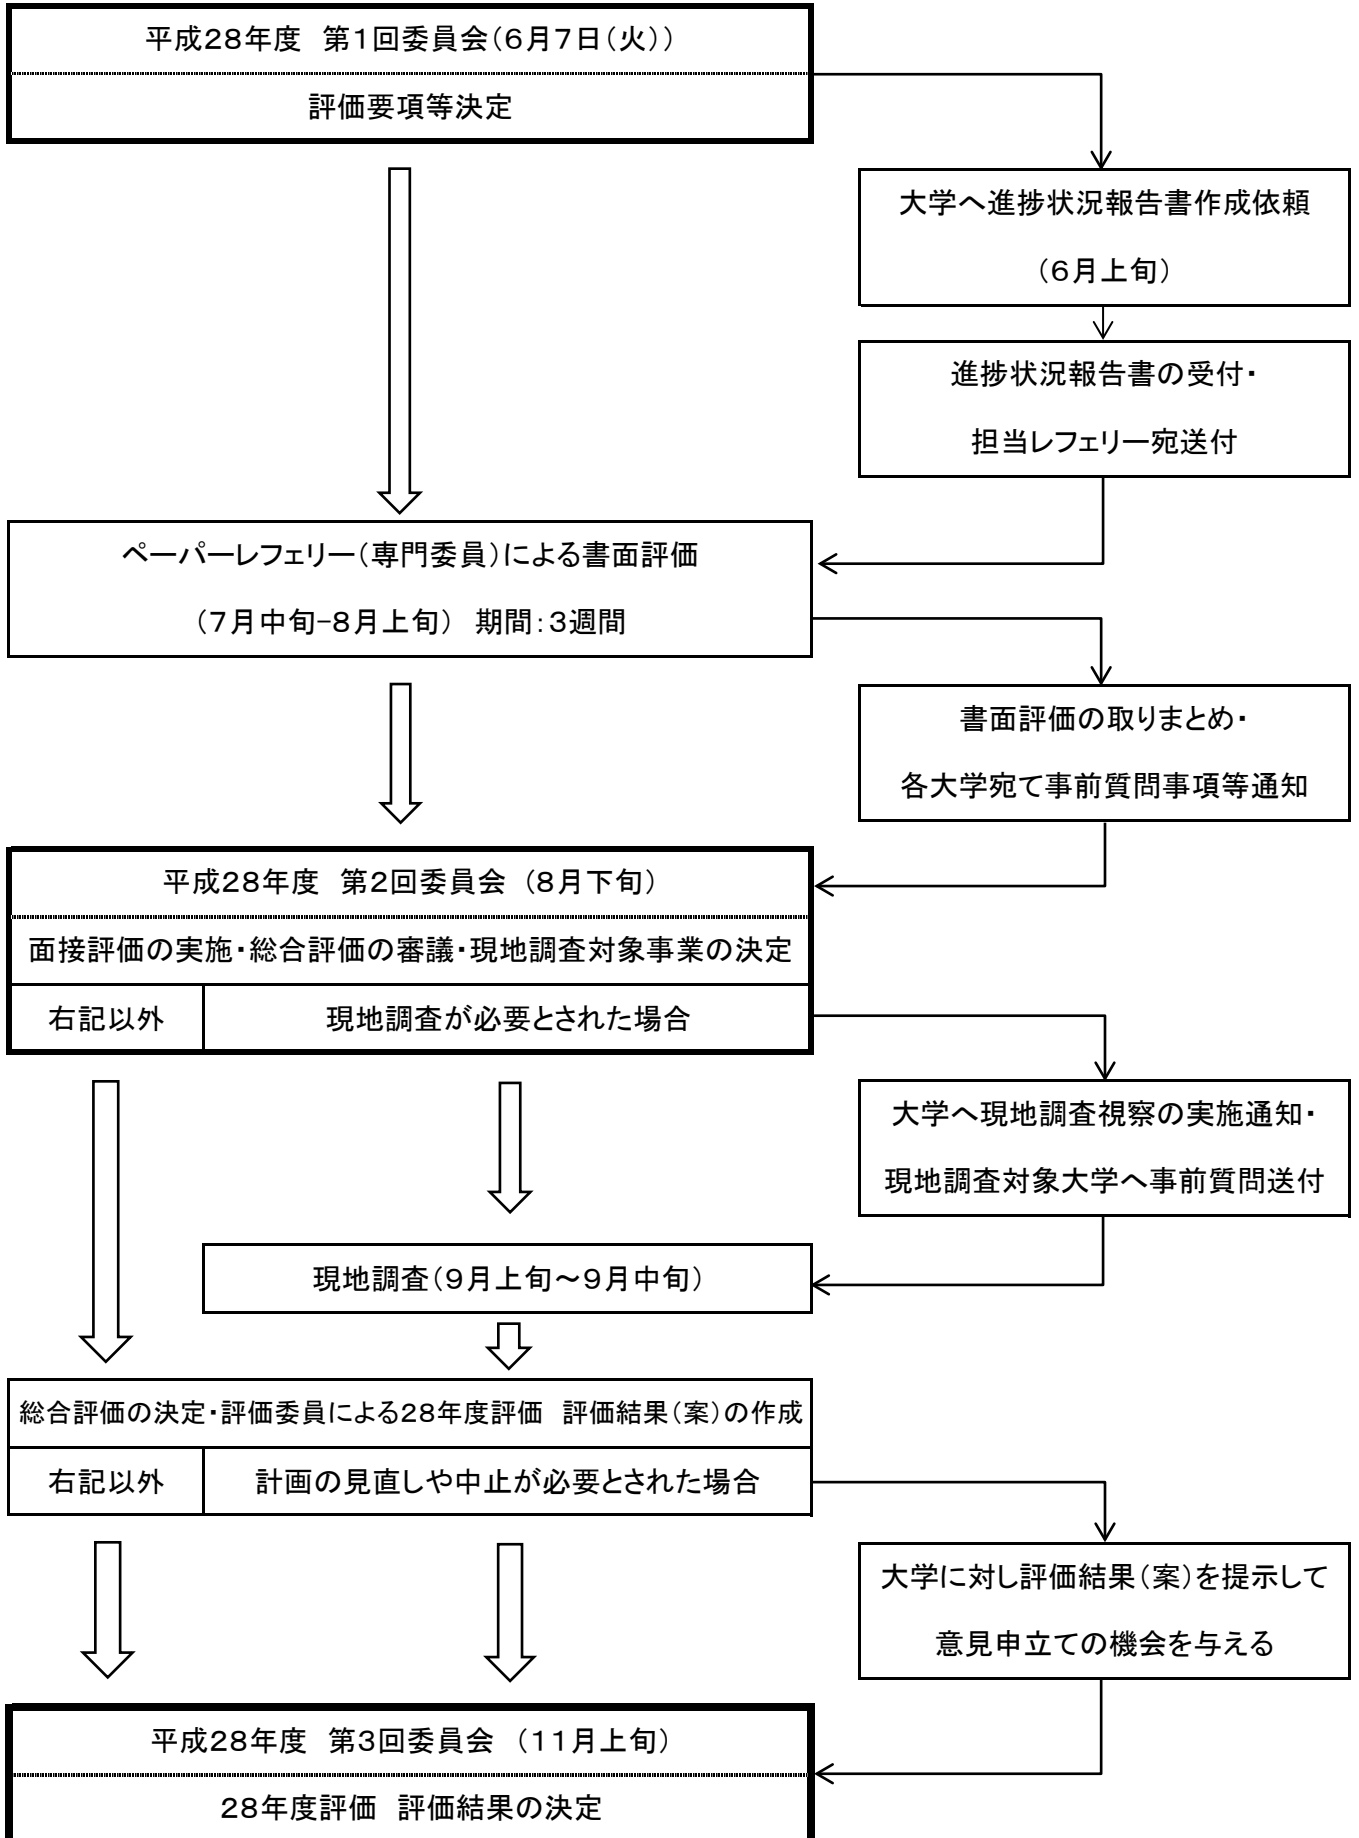 平成28年度　第1回委員会(6月7日(火))
評価要項等決定
大学へ進捗状況報告書作成依頼
(6月上旬)
進捗状況報告書の受付・
担当レフェリー宛送付
ペーパーレフェリー(専門委員)による書面評価
(7月中旬-8月上旬)　期間:3週間
書面評価の取りまとめ・
各大学宛て事前質問事項等通知
平成28年度　第2回委員会　(8月下旬)
面接評価の実施・総合評価の審議・現地調査対象事業の決定
右記以外
現地調査が必要とされた場合
大学へ現地調査視察の実施通知・
現地調査対象大学へ事前質問送付
現地調査(9月上旬～9月中旬)
総合評価の決定・評価委員による28年度評価　評価結果(案)の作成
右記以外
計画の見直しや中止が必要とされた場合
大学に対し評価結果(案)を提示して
意見申立ての機会を与える
平成28年度　第3回委員会　(11月上旬)
28年度評価　評価結果の決定